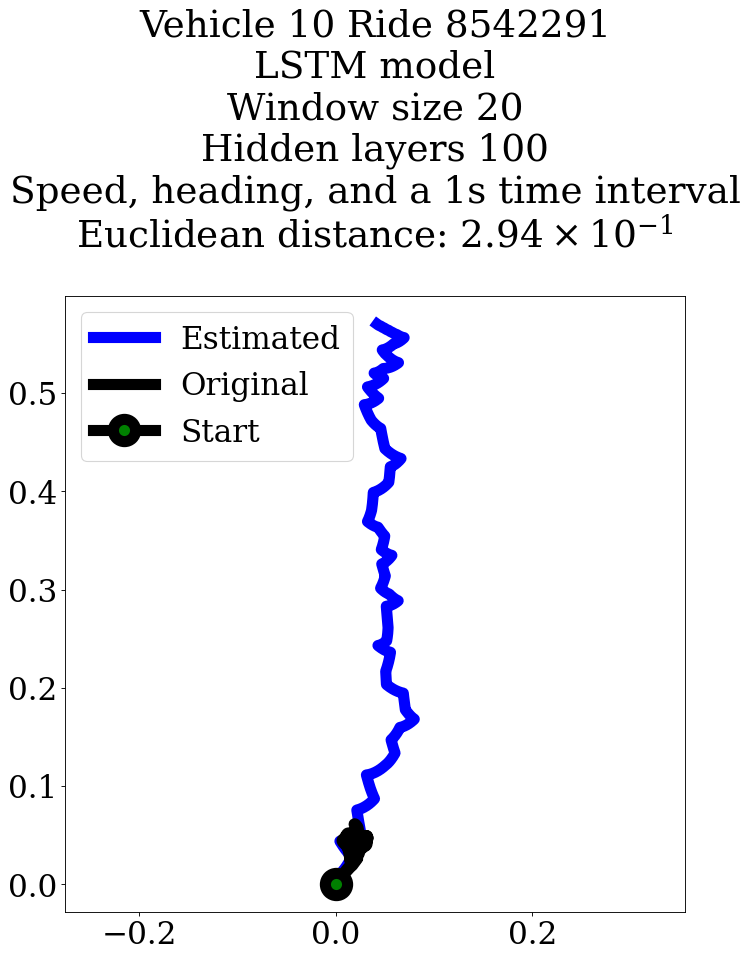 Vehicle 10 Ride 8542291
LSTM model
Window size 20
Hidden layers 100
Speed, heading, and a 1s time interval
Euclidean distance: 2.94 × 10⁻¹
Estimated
Original
Start
0.5
0.4
0.3
0.2
0.1
0.0
−0.2 0.0 0.2